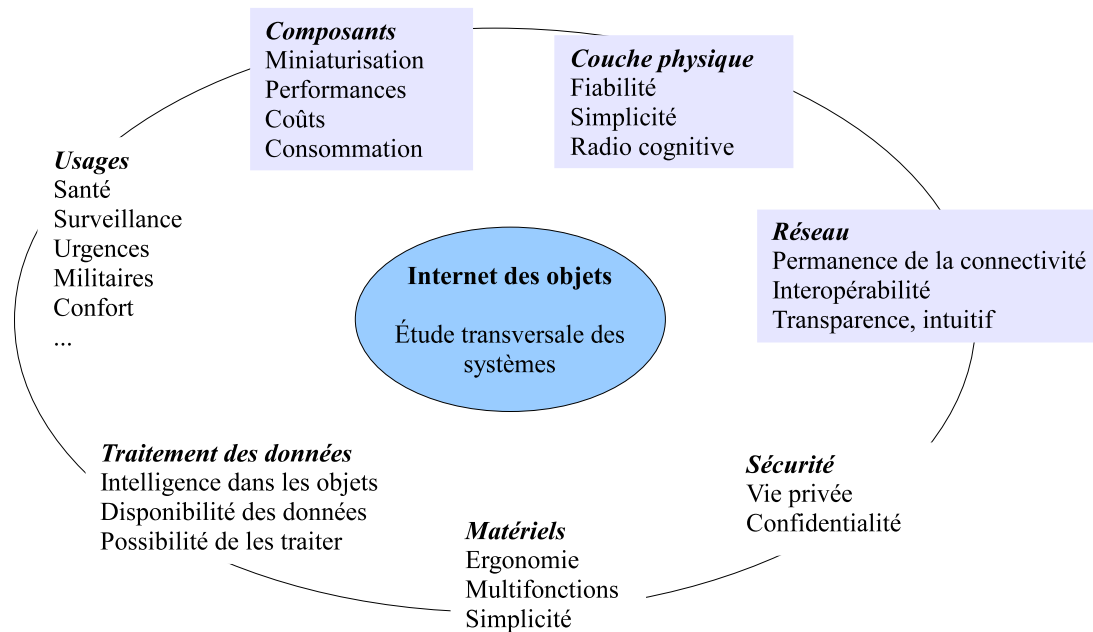 Composants
Miniaturisation
Performances
Coûts
Consommation
Couche physique
Fiabilité
Simplicité
Radio cognitive
Usages
Santé
Surveillance
Urgences
Militaires
Confort
...
Réseau
Permanence de la connectivité
Interopérabilité
Transparence, intuitif
Internet des objets
Étude transversale des
systèmes
Traitement des données
Intelligence dans les objets
Disponibilité des données
Possibilité de les traiter
Sécurité
Vie privée
Confidentialité
Matériels
Ergonomie
Multifonctions
Simplicité